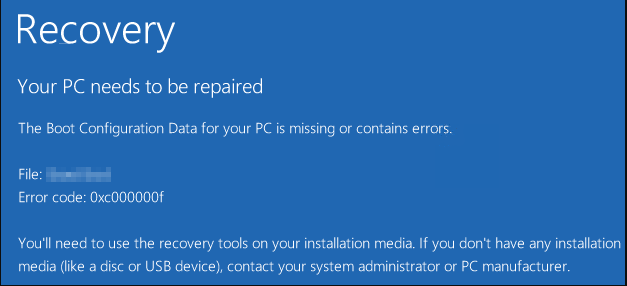 Recovery
Your PC needs to be repaired
The Boot Configuration Data for your PC is missing or contains errors.
File:
Error code: 0xc000000f
You'll need to use the recovery tools on your installation media. If you don't have any installation
media (like a disc or USB device), contact your system administrator or PC manufacturer.